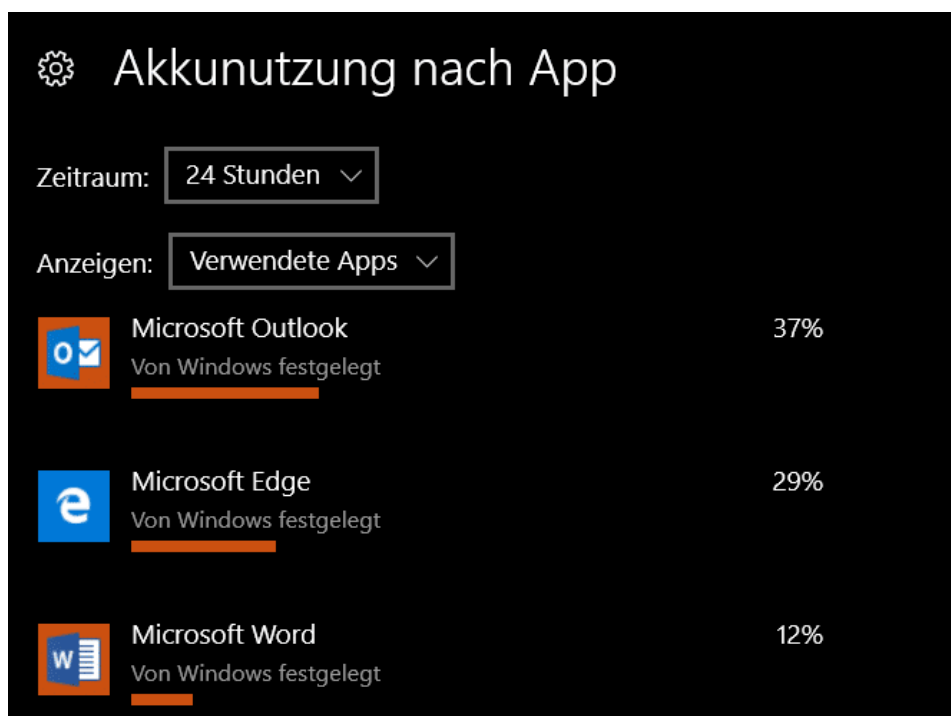 Akkunutzung nach App
Zeitraum: 24 Stunden
Anzeigen: Verwendete Apps
Microsoft Outlook 37%
Von Windows festgelegt
Microsoft Edge 29%
Von Windows festgelegt
Microsoft Word 12%
Von Windows festgelegt